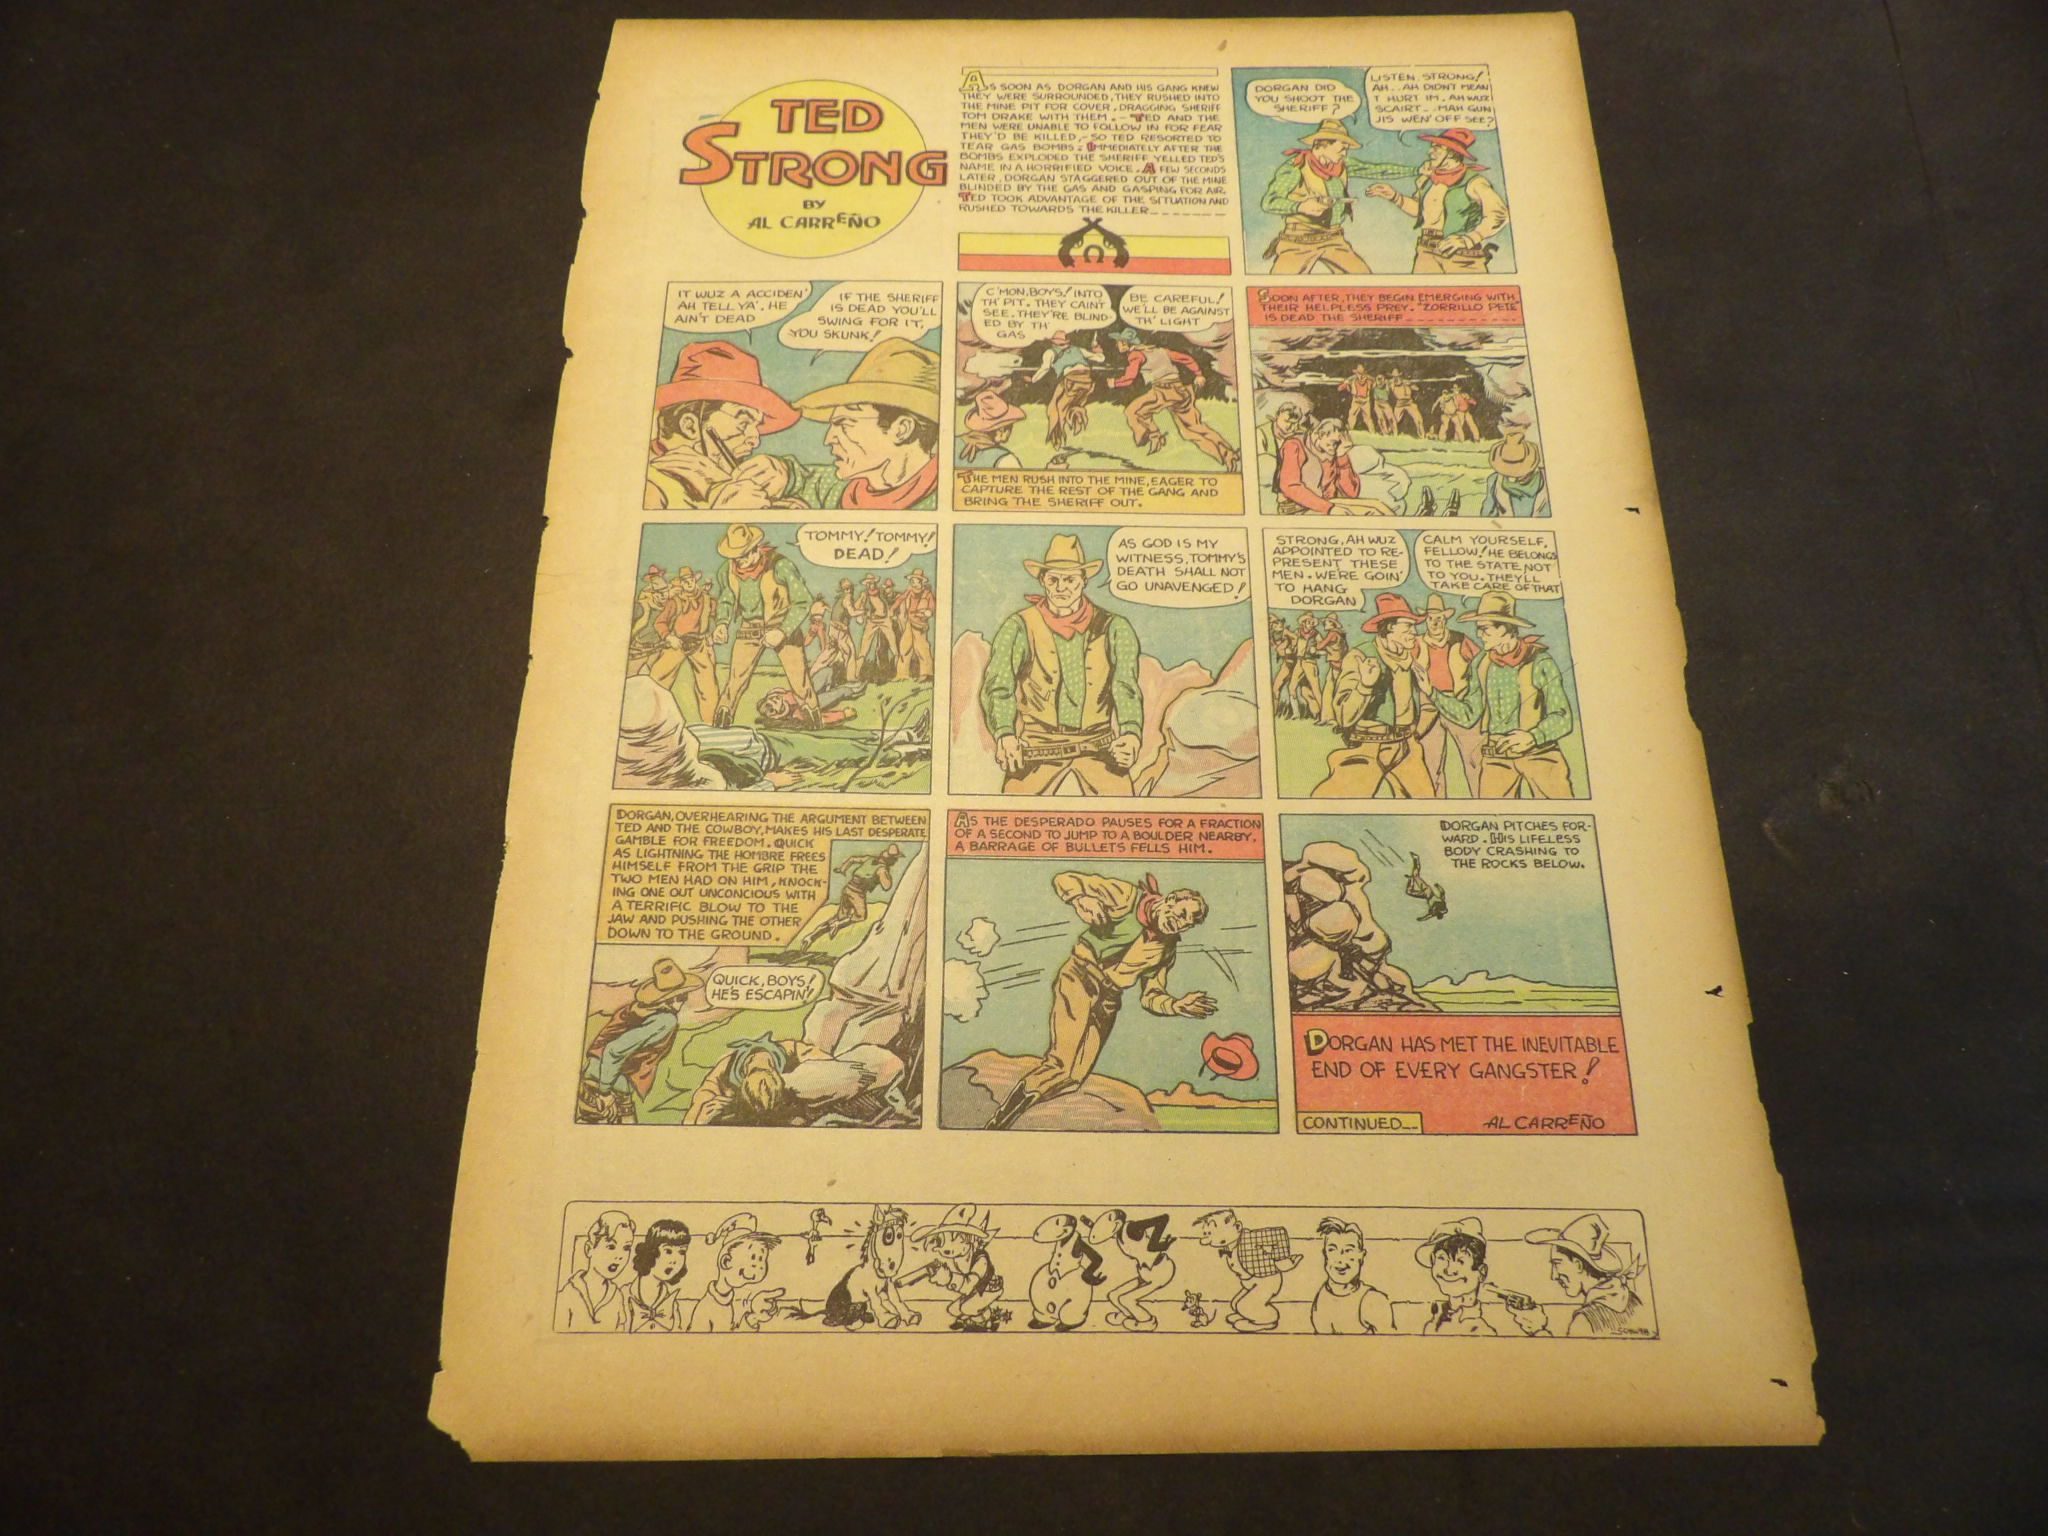 TED
STRONG
BY
AL CARREÑO
AS SOON AS DORGAN AND HIS GANG KNEW
THEY WERE SURROUNDED, THEY RUSHED INTO
THE MINE PIT FOR COVER, DRAGGING SHERIFF
TOM DRAKE WITH THEM.- TED AND THE
MEN WERE UNABLE TO FOLLOW IN FOR FEAR
THEY'D BE KILLED,- SO TED RESORTED TO
TEAR GAS BOMBS. IMMEDIATELY AFTER THE
BOMBS EXPLODED THE SHERIFF YELLED TED'S
NAME IN A HORRIFIED VOICE. A FEW SECONDS
LATER, DORGAN STAGGERED OUT OF THE MINE
BLINDED BY THE GAS AND GASPING FOR AIR.
TED TOOK ADVANTAGE OF THE SITUATION AND
RUSHED TOWARDS THE KILLER_ _ _ _ _ _ _
DORGAN DID
YOU SHOOT THE
SHERIFF?
LISTEN, STRONG!
AH... AH DIDN'T MEAN
T' HURT IM. AH WUZ
SCAIRT... MAH GUN
JIS WEN' OFF SEE?
IT WUZ A ACCIDEN'
AH TELL YA'. HE
AIN'T DEAD
IF THE SHERIFF
IS DEAD YOU'LL
SWING FOR IT,
YOU SKUNK!
C'MON, BOYS! INTO
TH' PIT. THEY CAIN'T
SEE. THEY'RE BLIND-
ED BY TH'
GAS
BE CAREFUL!
WE'LL BE AGAINST
TH' LIGHT
THE MEN RUSH INTO THE MINE, EAGER TO
CAPTURE THE REST OF THE GANG AND
BRING THE SHERIFF OUT.
SOON AFTER, THEY BEGIN EMERGING WITH
THEIR HELPLESS PREY. "ZORRILLO PETE"
IS DEAD THE SHERIFF_ _ _ _ _ _ _ _ _ _
TOMMY! TOMMY!
DEAD!
AS GOD IS MY
WITNESS, TOMMY'S
DEATH SHALL NOT
GO UNAVENGED!
STRONG, AH WUZ
APPOINTED TO RE-
PRESENT THESE
MEN. WE'RE GOIN'
TO HANG
DORGAN
CALM YOURSELF,
FELLOW! HE BELONGS
TO THE STATE, NOT
TO YOU. THEY'LL
TAKE CARE OF THAT
DORGAN, OVERHEARING THE ARGUMENT BETWEEN
TED AND THE COWBOY, MAKES HIS LAST DESPERATE
GAMBLE FOR FREEDOM. QUICK
AS LIGHTNING THE HOMBRE FREES
HIMSELF FROM THE GRIP THE
TWO MEN HAD ON HIM, KNOCK-
ING ONE OUT UNCONCIOUS WITH
A TERRIFIC BLOW TO THE
JAW AND PUSHING THE OTHER
DOWN TO THE GROUND.
QUICK, BOYS!
HE'S ESCAPIN'!
AS THE DESPERADO PAUSES FOR A FRACTION
OF A SECOND TO JUMP TO A BOULDER NEARBY,
A BARRAGE OF BULLETS FELLS HIM.
DORGAN PITCHES FOR-
WARD. HIS LIFELESS
BODY CRASHING TO
THE ROCKS BELOW.
DORGAN HAS MET THE INEVITABLE
END OF EVERY GANGSTER!
CONTINUED_ _
AL CARREÑO